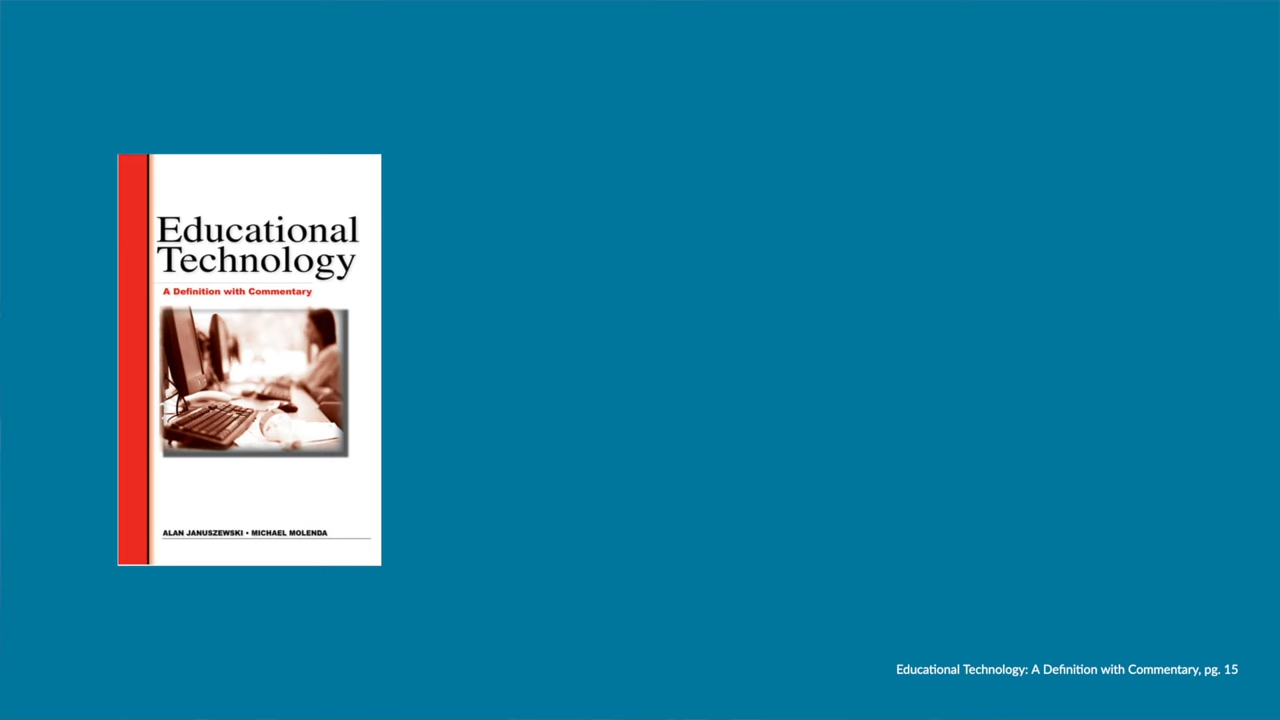 Educational
Technology
A Definition with Commentary
ALAN JANUSZEWSKI • MICHAEL MOLENDA
Educational Technology: A Definition with Commentary, pg. 15